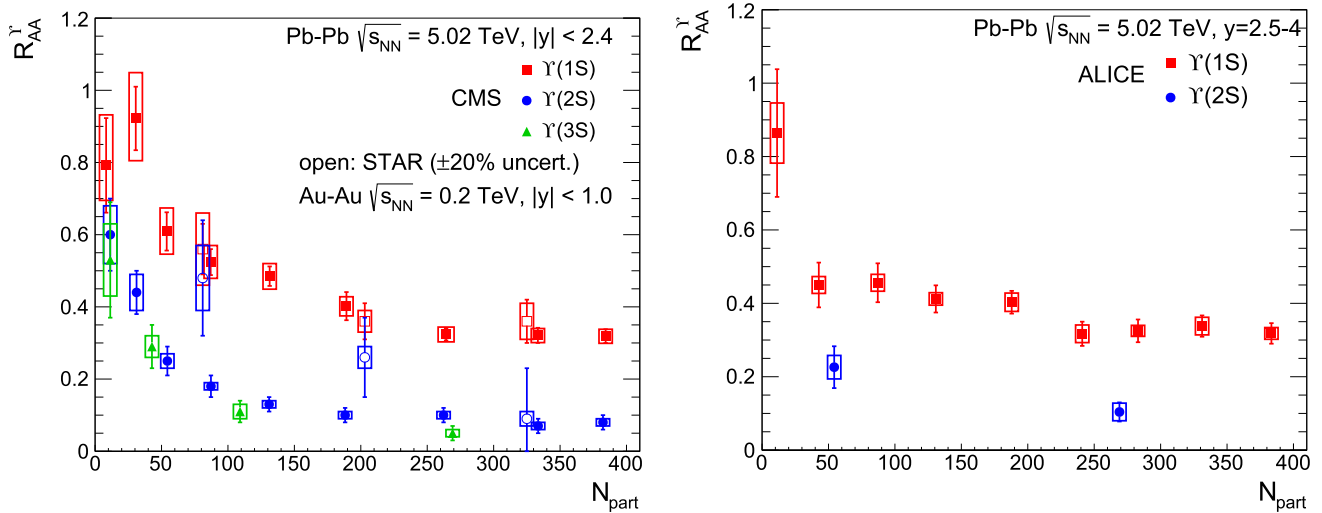 R_AA^ϒ
Pb-Pb √s_NN = 5.02 TeV, |y| < 2.4
ϒ(1S)
CMS
ϒ(2S)
ϒ(3S)
open: STAR (±20% uncert.)
Au-Au √s_NN = 0.2 TeV, |y| < 1.0
1.2
1
0.8
0.6
0.4
0.2
0
0 50 100 150 200 250 300 350 400
N_part
R_AA^ϒ
Pb-Pb √s_NN = 5.02 TeV, y=2.5-4
ALICE
ϒ(1S)
ϒ(2S)
1.2
1
0.8
0.6
0.4
0.2
0
0 50 100 150 200 250 300 350 400
N_part